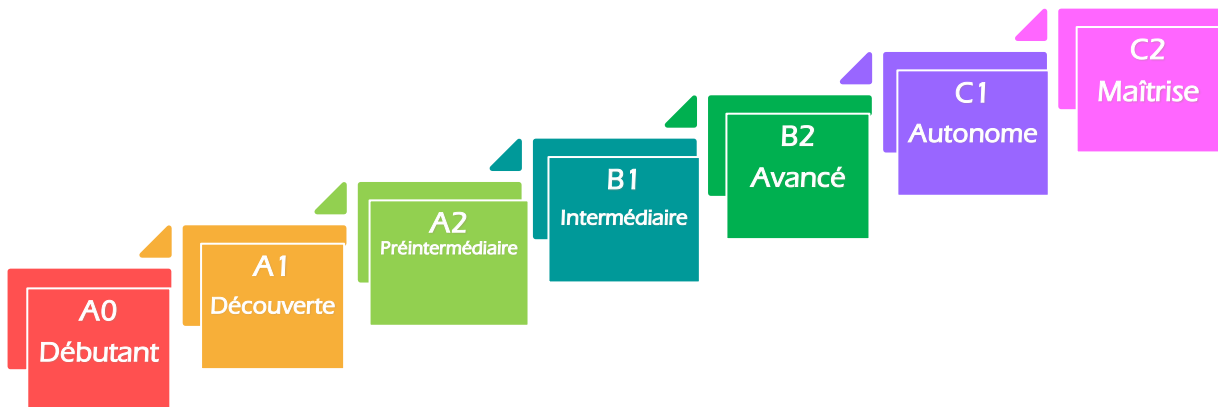 A0
Débutant
A1
Découverte
A2
Préintermédiaire
B1
Intermédiaire
B2
Avancé
C1
Autonome
C2
Maîtrise